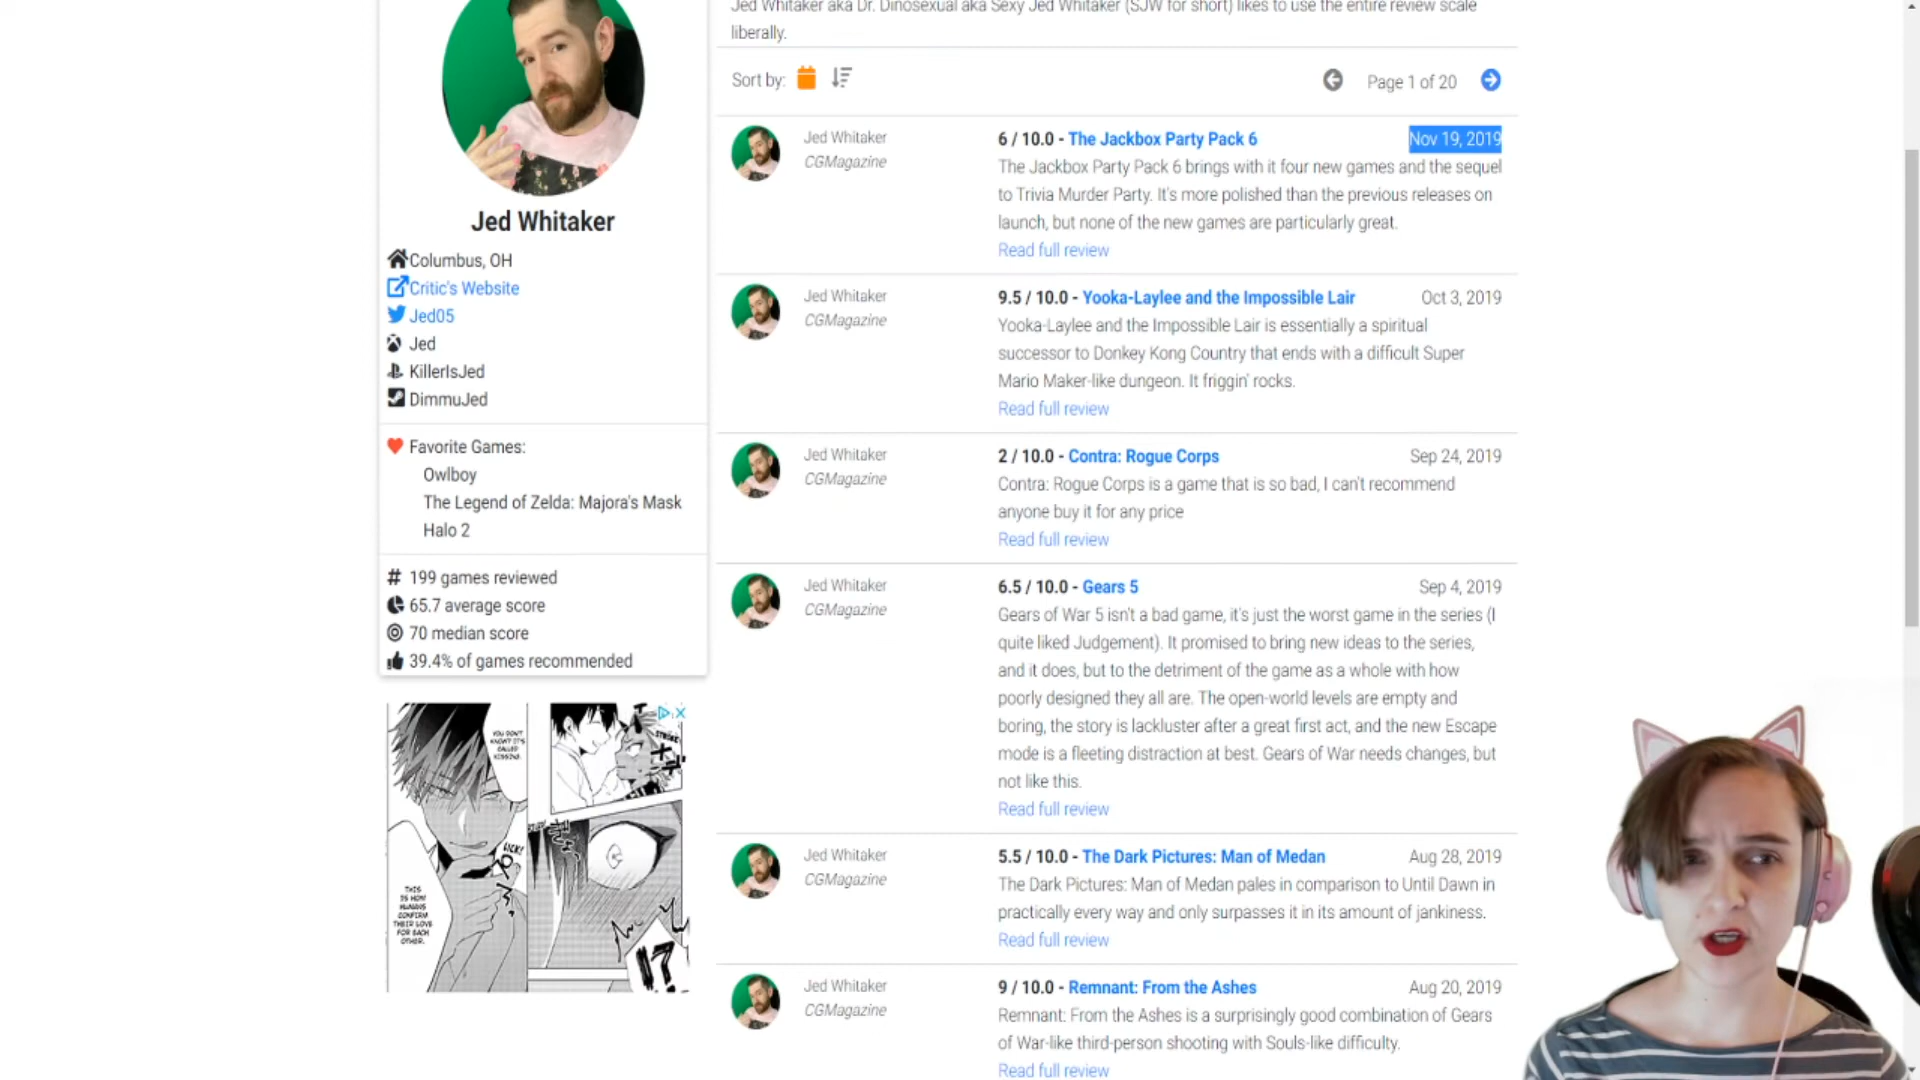 Jed Whitaker aka Dr. Dinosexual aka Sexy Jed Whitaker (SJW for short) likes to use the entire review scale
liberally.
Sort by:
Page 1 of 20
Jed Whitaker
Columbus, OH
Critic's Website
Jed05
Jed
KillerIsJed
DimmuJed
Favorite Games:
Owlboy
The Legend of Zelda: Majora's Mask
Halo 2
# 199 games reviewed
65.7 average score
70 median score
39.4% of games recommended
YOU DON'T
KNOW? IT'S
CALLED
KISSING.
LICK!
THIS
IS HOW
HUMANS
CONFIRM
THEIR LOVE
FOR EACH
OTHER.
!?
Jed Whitaker
CGMagazine
6 / 10.0 - The Jackbox Party Pack 6
Nov 19, 2019
The Jackbox Party Pack 6 brings with it four new games and the sequel
to Trivia Murder Party. It's more polished than the previous releases on
launch, but none of the new games are particularly great.
Read full review
Jed Whitaker
CGMagazine
9.5 / 10.0 - Yooka-Laylee and the Impossible Lair
Oct 3, 2019
Yooka-Laylee and the Impossible Lair is essentially a spiritual
successor to Donkey Kong Country that ends with a difficult Super
Mario Maker-like dungeon. It friggin' rocks.
Read full review
Jed Whitaker
CGMagazine
2 / 10.0 - Contra: Rogue Corps
Sep 24, 2019
Contra: Rogue Corps is a game that is so bad, I can't recommend
anyone buy it for any price
Read full review
Jed Whitaker
CGMagazine
6.5 / 10.0 - Gears 5
Sep 4, 2019
Gears of War 5 isn't a bad game, it's just the worst game in the series (I
quite liked Judgement). It promised to bring new ideas to the series,
and it does, but to the detriment of the game as a whole with how
poorly designed they all are. The open-world levels are empty and
boring, the story is lackluster after a great first act, and the new Escape
mode is a fleeting distraction at best. Gears of War needs changes, but
not like this.
Read full review
Jed Whitaker
CGMagazine
5.5 / 10.0 - The Dark Pictures: Man of Medan
Aug 28, 2019
The Dark Pictures: Man of Medan pales in comparison to Until Dawn in
practically every way and only surpasses it in its amount of jankiness.
Read full review
Jed Whitaker
CGMagazine
9 / 10.0 - Remnant: From the Ashes
Aug 20, 2019
Remnant: From the Ashes is a surprisingly good combination of Gears
of War-like third-person shooting with Souls-like difficulty.
Read full review